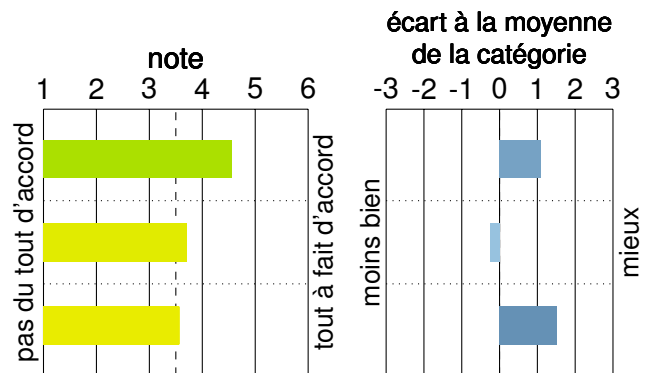 note
1 2 3 4 5 6
pas du tout d'accord
tout à fait d'accord
écart à la moyenne
de la catégorie
-3 -2 -1 0 1 2 3
moins bien
mieux